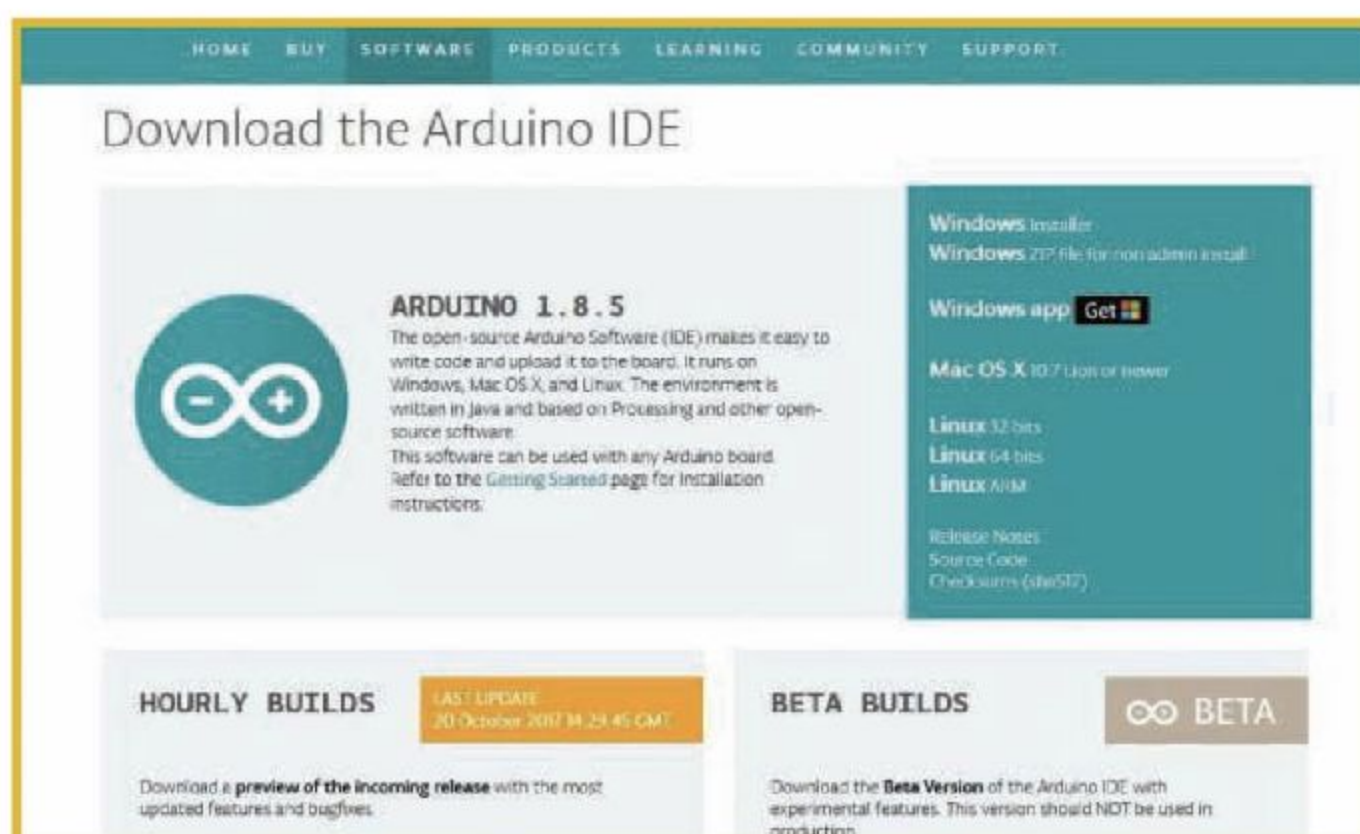 HOME BUY SOFTWARE PRODUCTS LEARNING COMMUNITY SUPPORT
Download the Arduino IDE
ARDUINO 1.8.5
The open-source Arduino Software (IDE) makes it easy to
write code and upload it to the board. It runs on
Windows, Mac OS X, and Linux. The environment is
written in Java and based on Processing and other open-
source software.
This software can be used with any Arduino board.
Refer to the Getting Started page for Installation
instructions.
Windows Installer
Windows ZIP file for non admin install
Windows app Get
Mac OS X 10.7 Lion or newer
Linux 32 bits
Linux 64 bits
Linux ARM
Release Notes
Source Code
Checksums (sha512)
HOURLY BUILDS
LAST UPDATE
20 October 2017 14:29:45 GMT
Download a preview of the incoming release with the most
updated features and bugfixes.
BETA BUILDS
BETA
Download the Beta Version of the Arduino IDE with
experimental features. This version should NOT be used in
production.